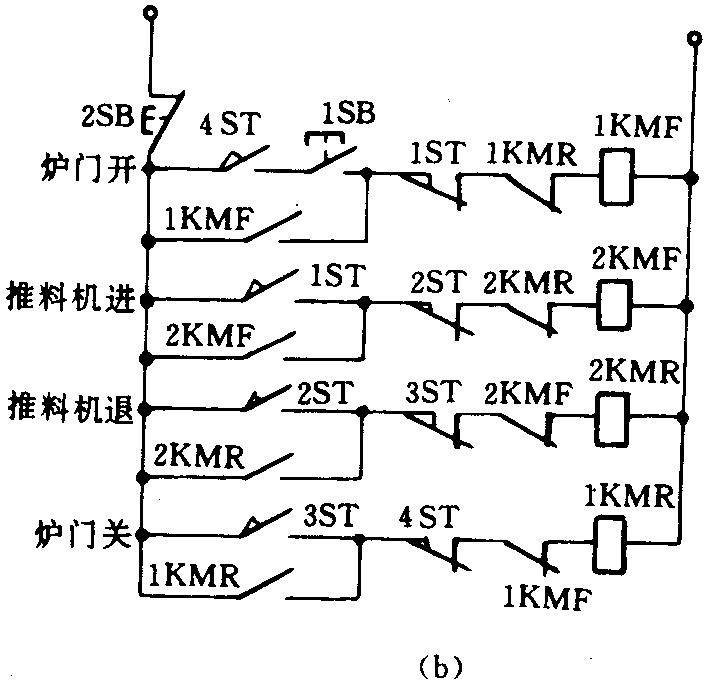 2SB
4ST
1SB
1KMF
炉门开
1ST
1KMR
1KMF
推料机进
1ST
2ST
2KMR
2KMF
2KMF
推料机退
2ST
3ST
2KMF
2KMR
2KMR
炉门关
3ST
4ST
1KMR
1KMR
1KMF
(b)